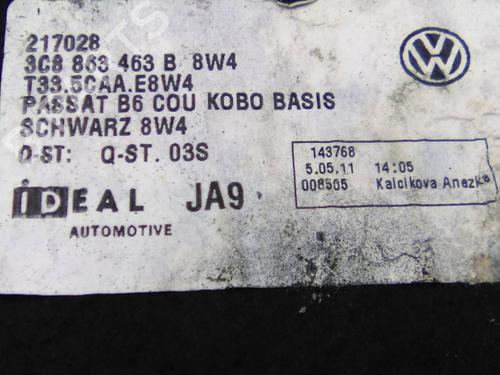 217028
3C8 863 463 B 8W4
T33.5CAA.E8W4
PASSAT B6 COU KOBO BASIS
SCHWARZ 8W4
Q-ST: Q-ST. 03S
143768
5.05.11 14:05
008505 Kalcikova Anezka
IDEAL JA9
AUTOMOTIVE